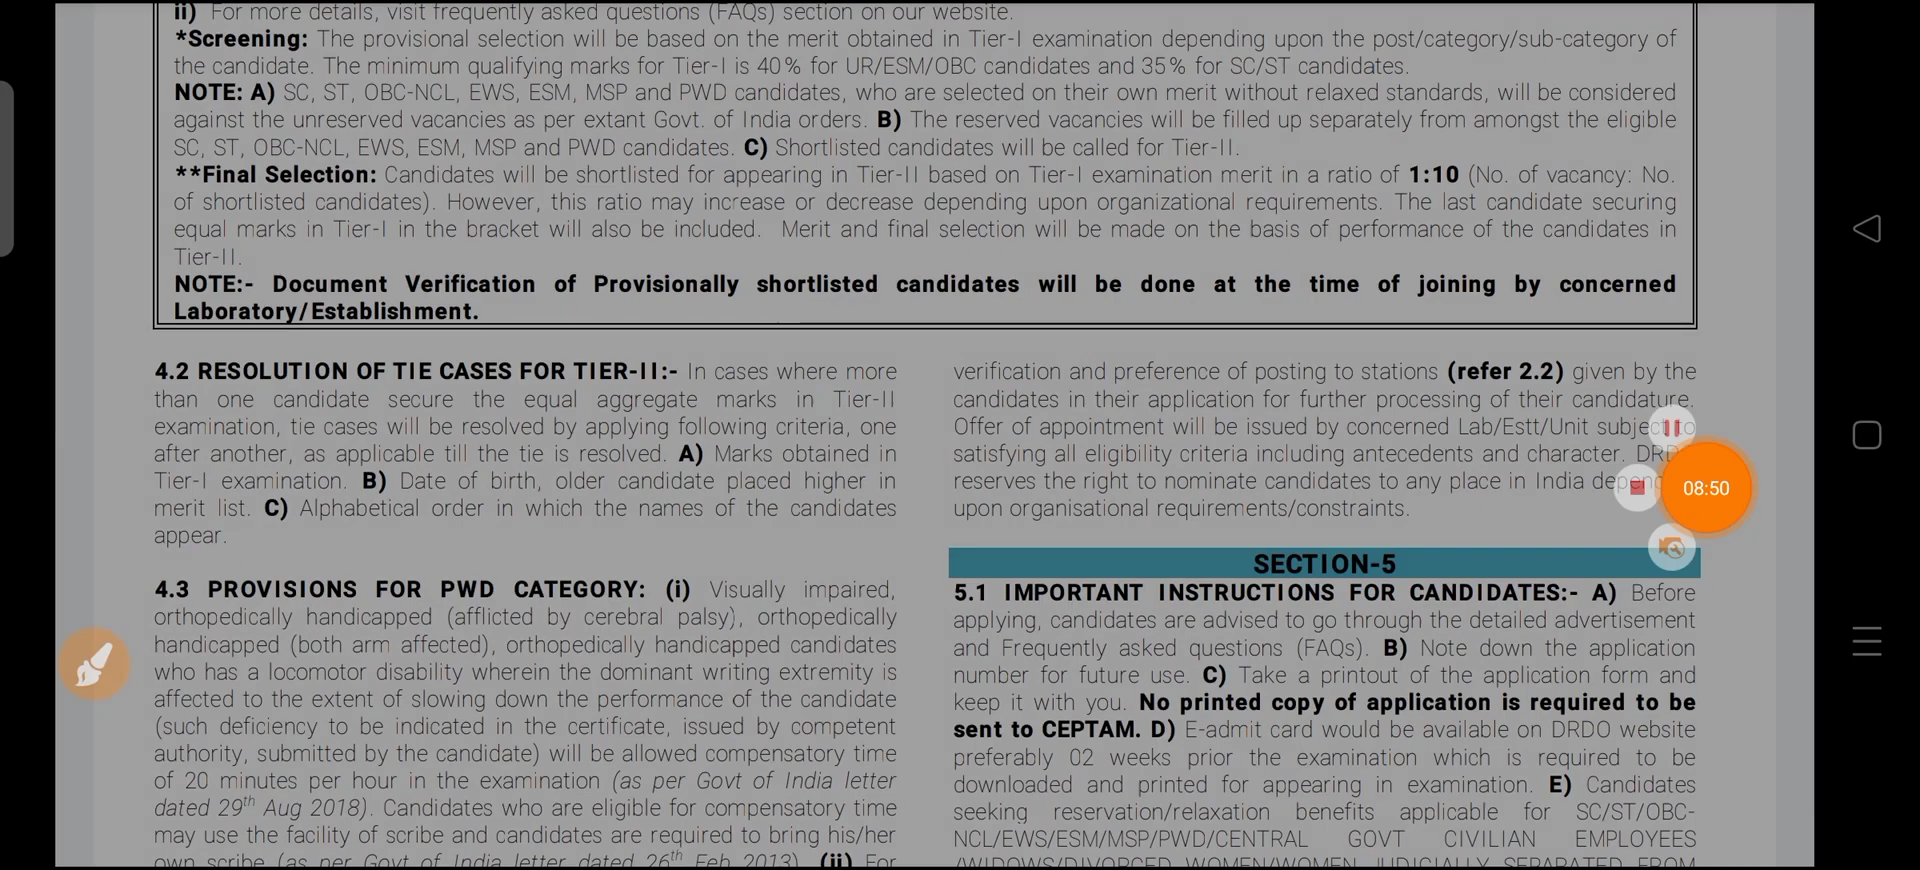 ii) For more details, visit frequently asked questions (FAQs) section on our website.
*Screening: The provisional selection will be based on the merit obtained in Tier-I examination depending upon the post/category/sub-category of
the candidate. The minimum qualifying marks for Tier-I is 40% for UR/ESM/OBC candidates and 35% for SC/ST candidates.
NOTE: A) SC, ST, OBC-NCL, EWS, ESM, MSP and PWD candidates, who are selected on their own merit without relaxed standards, will be considered
against the unreserved vacancies as per extant Govt. of India orders. B) The reserved vacancies will be filled up separately from amongst the eligible
SC, ST, OBC-NCL, EWS, ESM, MSP and PWD candidates. C) Shortlisted candidates will be called for Tier-II.
**Final Selection: Candidates will be shortlisted for appearing in Tier-II based on Tier-I examination merit in a ratio of 1:10 (No. of vacancy: No.
of shortlisted candidates). However, this ratio may increase or decrease depending upon organizational requirements. The last candidate securing
equal marks in Tier-I in the bracket will also be included. Merit and final selection will be made on the basis of performance of the candidates in
Tier-II.
NOTE:- Document Verification of Provisionally shortlisted candidates will be done at the time of joining by concerned
Laboratory/Establishment.
4.2 RESOLUTION OF TIE CASES FOR TIER-II:- In cases where more
than one candidate secure the equal aggregate marks in Tier-II
examination, tie cases will be resolved by applying following criteria, one
after another, as applicable till the tie is resolved. A) Marks obtained in
Tier-I examination. B) Date of birth, older candidate placed higher in
merit list. C) Alphabetical order in which the names of the candidates
appear.
4.3 PROVISIONS FOR PWD CATEGORY: (i) Visually impaired,
orthopedically handicapped (afflicted by cerebral palsy), orthopedically
handicapped (both arm affected), orthopedically handicapped candidates
who has a locomotor disability wherein the dominant writing extremity is
affected to the extent of slowing down the performance of the candidate
(such deficiency to be indicated in the certificate, issued by competent
authority, submitted by the candidate) will be allowed compensatory time
of 20 minutes per hour in the examination (as per Govt of India letter
dated 29th Aug 2018). Candidates who are eligible for compensatory time
may use the facility of scribe and candidates are required to bring his/her
own scribe (as per Govt of India letter dated 26th Feb 2013). (ii) For
verification and preference of posting to stations (refer 2.2) given by the
candidates in their application for further processing of their candidature.
Offer of appointment will be issued by concerned Lab/Estt/Unit subject to
satisfying all eligibility criteria including antecedents and character.
reserves the right to nominate candidates to any place in India
upon organisational requirements/constraints.
08:50
SECTION-5
5.1 IMPORTANT INSTRUCTIONS FOR CANDIDATES:- A) Before
applying, candidates are advised to go through the detailed advertisement
and Frequently asked questions (FAQs). B) Note down the application
number for future use. C) Take a printout of the application form and
keep it with you. No printed copy of application is required to be
sent to CEPTAM. D) E-admit card would be available on DRDO website
preferably 02 weeks prior the examination which is required to be
downloaded and printed for appearing in examination. E) Candidates
seeking reservation/relaxation benefits applicable for SC/ST/OBC-
NCL/EWS/ESM/MSP/PWD/CENTRAL GOVT CIVILIAN EMPLOYEES
/WIDOWS/DIVORCED WOMEN/WOMEN JUDICIALLY SEPARATED FROM